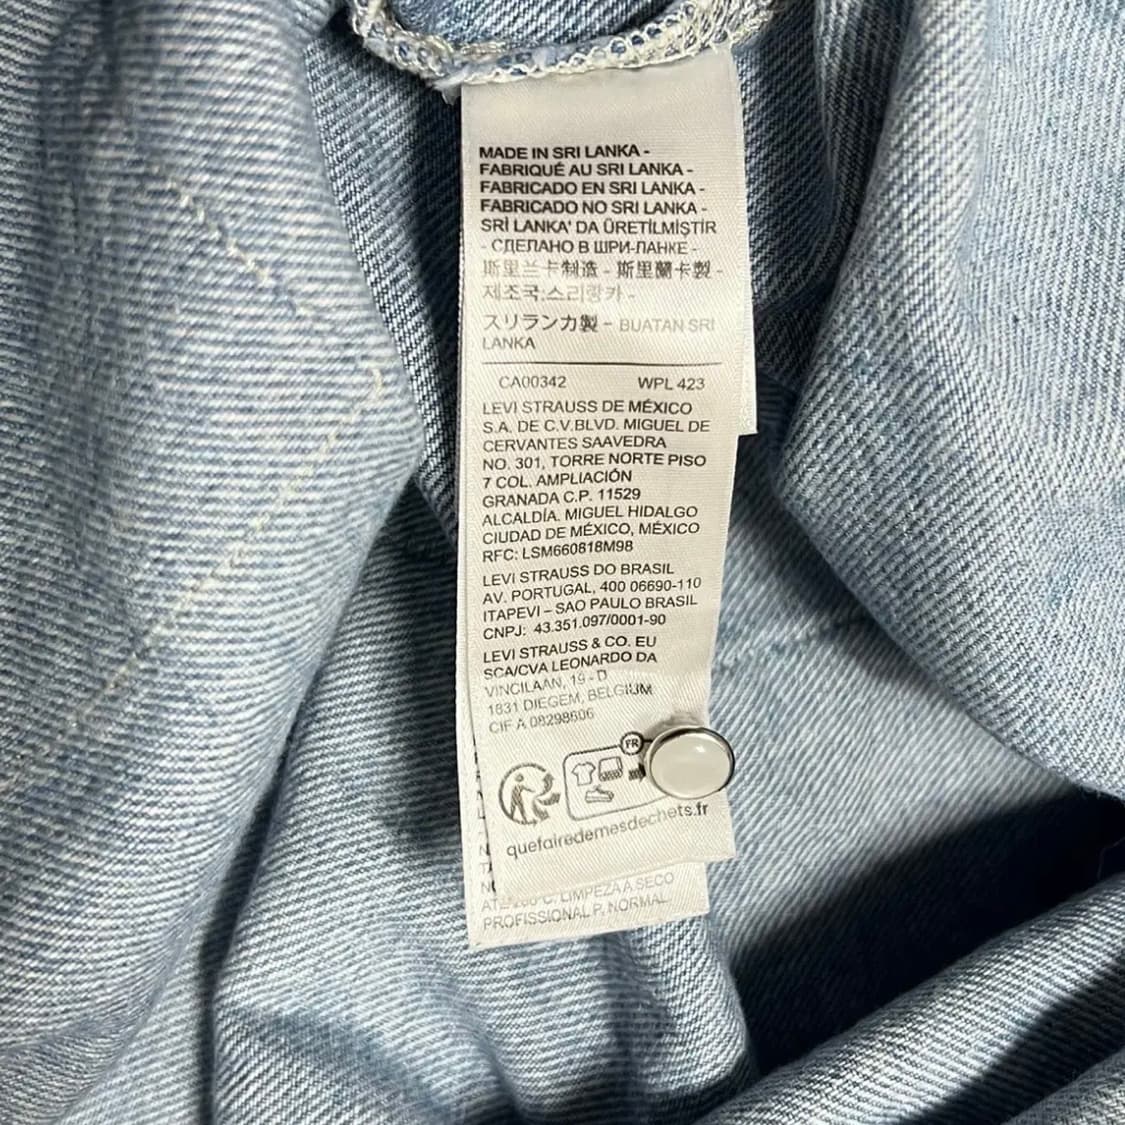 MADE IN SRI LANKA -
FABRIQUÉ AU SRI LANKA -
FABRICADO EN SRI LANKA -
FABRICADO NO SRI LANKA -
SRİ LANKA' DA ÜRETİLMİŞTİR
- СДЕЛАНО В ШРИ-ЛАНКЕ -
斯里兰卡制造 - 斯里蘭卡製 -
제조국:스리랑카 -
スリランカ製 - BUATAN SRI
LANKA
CA00342 WPL 423
LEVI STRAUSS DE MÉXICO
S.A. DE C.V.BLVD. MIGUEL DE
CERVANTES SAAVEDRA
NO. 301, TORRE NORTE PISO
7 COL. AMPLIACIÓN
GRANADA C.P. 11529
ALCALDÍA. MIGUEL HIDALGO
CIUDAD DE MÉXICO, MÉXICO
RFC: LSM660818M98
LEVI STRAUSS DO BRASIL
AV. PORTUGAL, 400 06690-110
ITAPEVI – SAO PAULO BRASIL
CNPJ: 43.351.097/0001-90
LEVI STRAUSS & CO. EU
SCA/CVA LEONARDO DA
VINCILAAN, 19 - D
1831 DIEGEM, BELGIUM
CIF A 08298606
FR
quefairedemesdechets.fr
C. LIMPEZA A SECO
PROFISSIONAL P, NORMAL.